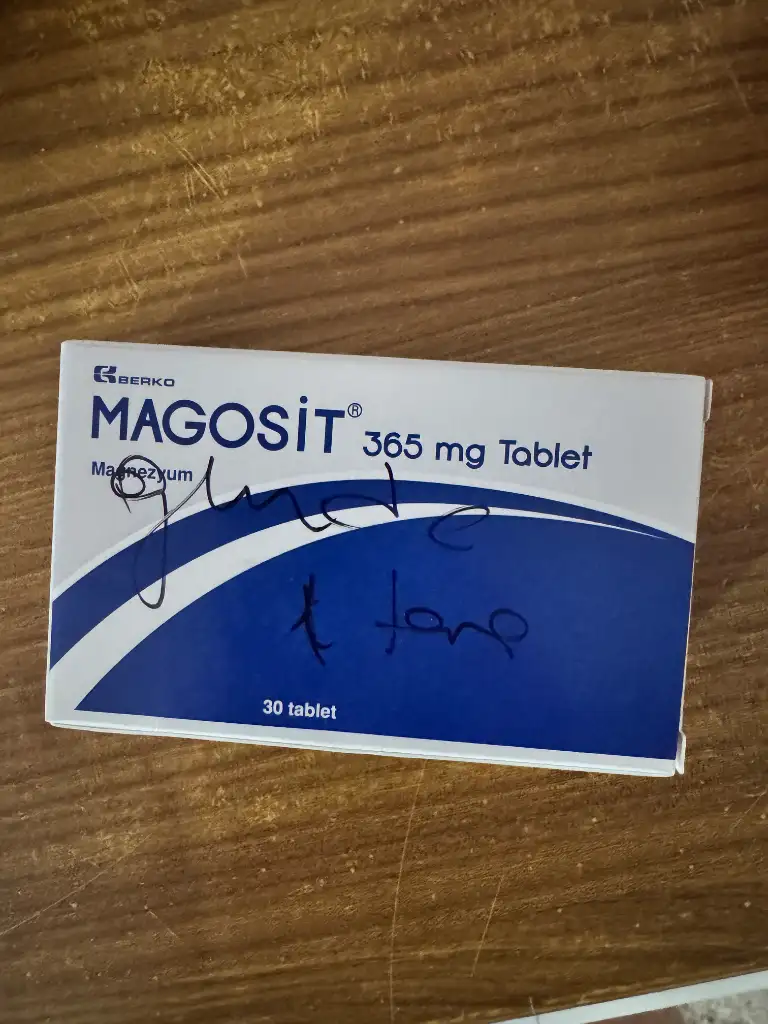 BERKO
MAGOSİT® 365 mg Tablet
Magnezyum
günde
1 tane
30 tablet